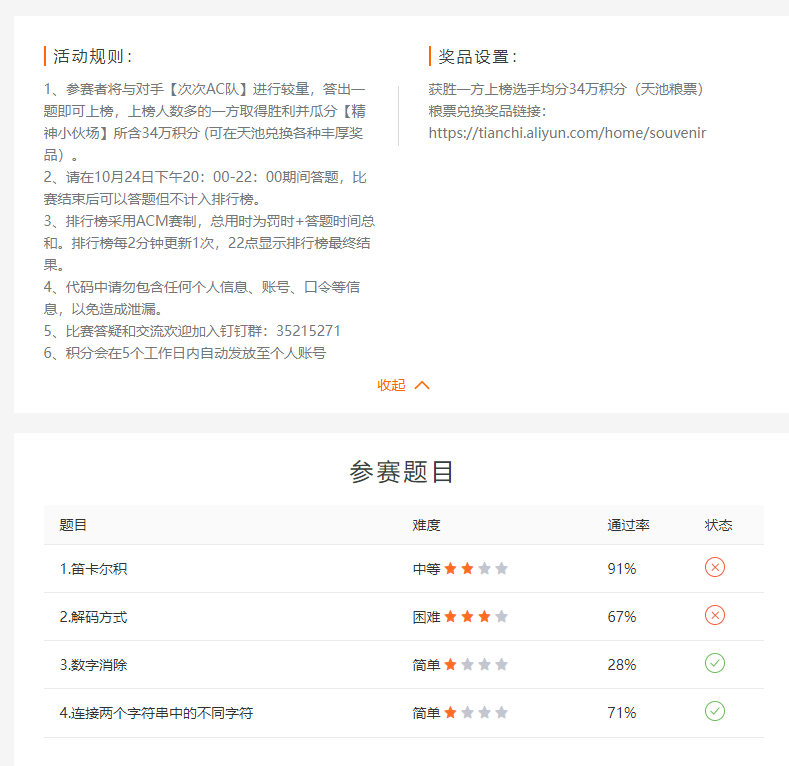 活动规则：
1、参赛者将与对手【次次AC队】进行较量，答出一
题即可上榜，上榜人数多的一方取得胜利并瓜分【精
神小伙场】所含34万积分 (可在天池兑换各种丰厚奖
品）。
2、请在10月24日下午20：00-22：00期间答题，比
赛结束后可以答题但不计入排行榜。
3、排行榜采用ACM赛制，总用时为罚时+答题时间总
和。排行榜每2分钟更新1次，22点显示排行榜最终结
果。
4、代码中请勿包含任何个人信息、账号、口令等信
息，以免造成泄漏。
5、比赛答疑和交流欢迎加入钉钉群：35215271
6、积分会在5个工作日内自动发放至个人账号
奖品设置：
获胜一方上榜选手均分34万积分（天池粮票）
粮票兑换奖品链接：
https://tianchi.aliyun.com/home/souvenir
收起
参赛题目
题目 难度 通过率 状态
1.笛卡尔积 中等 91%
2.解码方式 困难 67%
3.数字消除 简单 28%
4.连接两个字符串中的不同字符 简单 71%